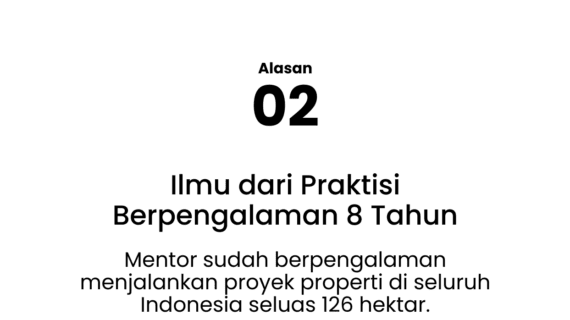 Alasan
02
Ilmu dari Praktisi
Berpengalaman 8 Tahun
Mentor sudah berpengalaman
menjalankan proyek properti di seluruh
Indonesia seluas 126 hektar.